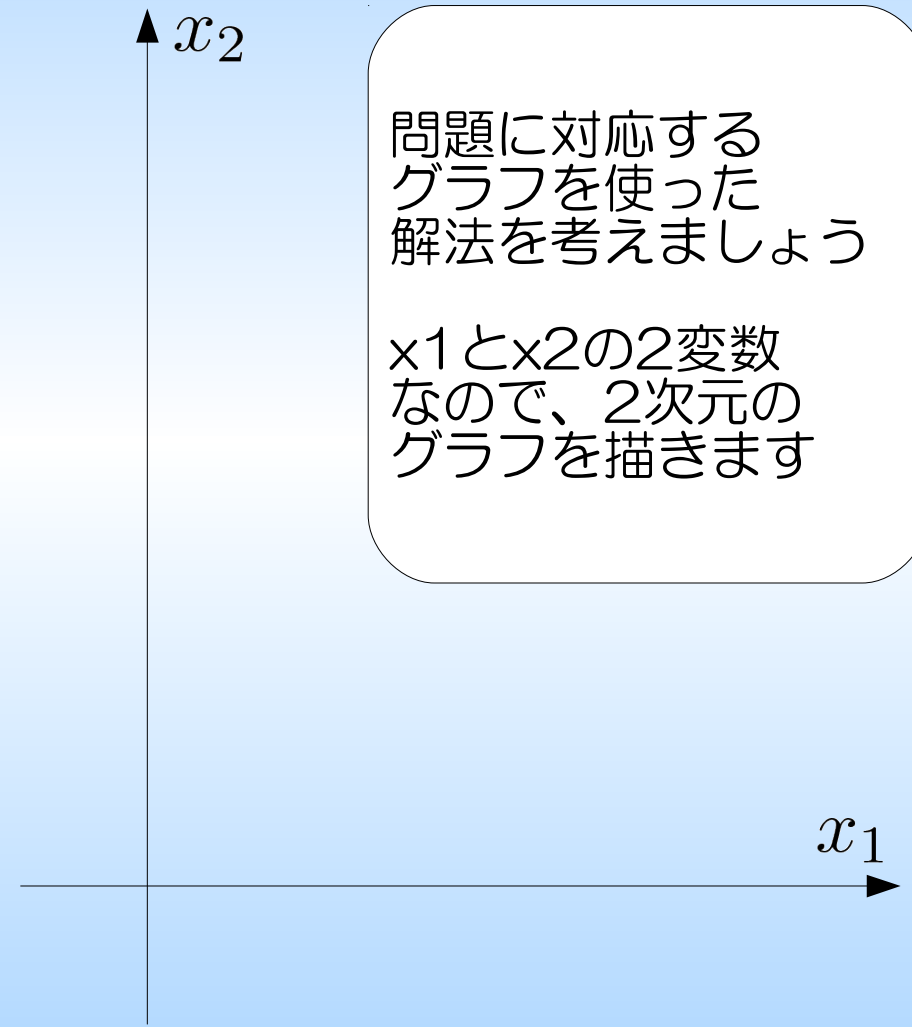 x₂
問題に対応する
グラフを使った
解法を考えましょう
x1とx2の2変数
なので、2次元の
グラフを描きます
x₁